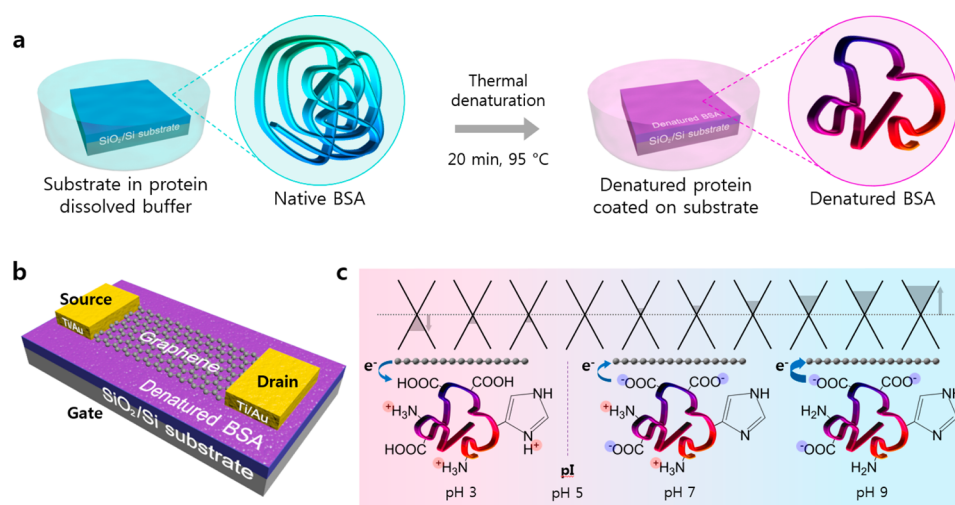 a
SiO₂/Si substrate
Substrate in protein
dissolved buffer
Native BSA
Thermal
denaturation
20 min, 95 °C
Denatured BSA
SiO₂/Si substrate
Denatured protein
coated on substrate
Denatured BSA
b
Source
Ti/Au
Graphene
Drain
Ti/Au
Denatured BSA
Gate
SiO₂/Si substrate
c
e⁻
HOOC
COOH
NH
+
H₃N
N
H
+
HOOC
+
H₃N
pH 3
pI
pH 5
e⁻
-
OOC
COO
-
NH
+
H₃N
N
-
OOC
+
H₃N
pH 7
e⁻
-
OOC
COO
-
NH
H₂N
N
-
OOC
H₂N
pH 9